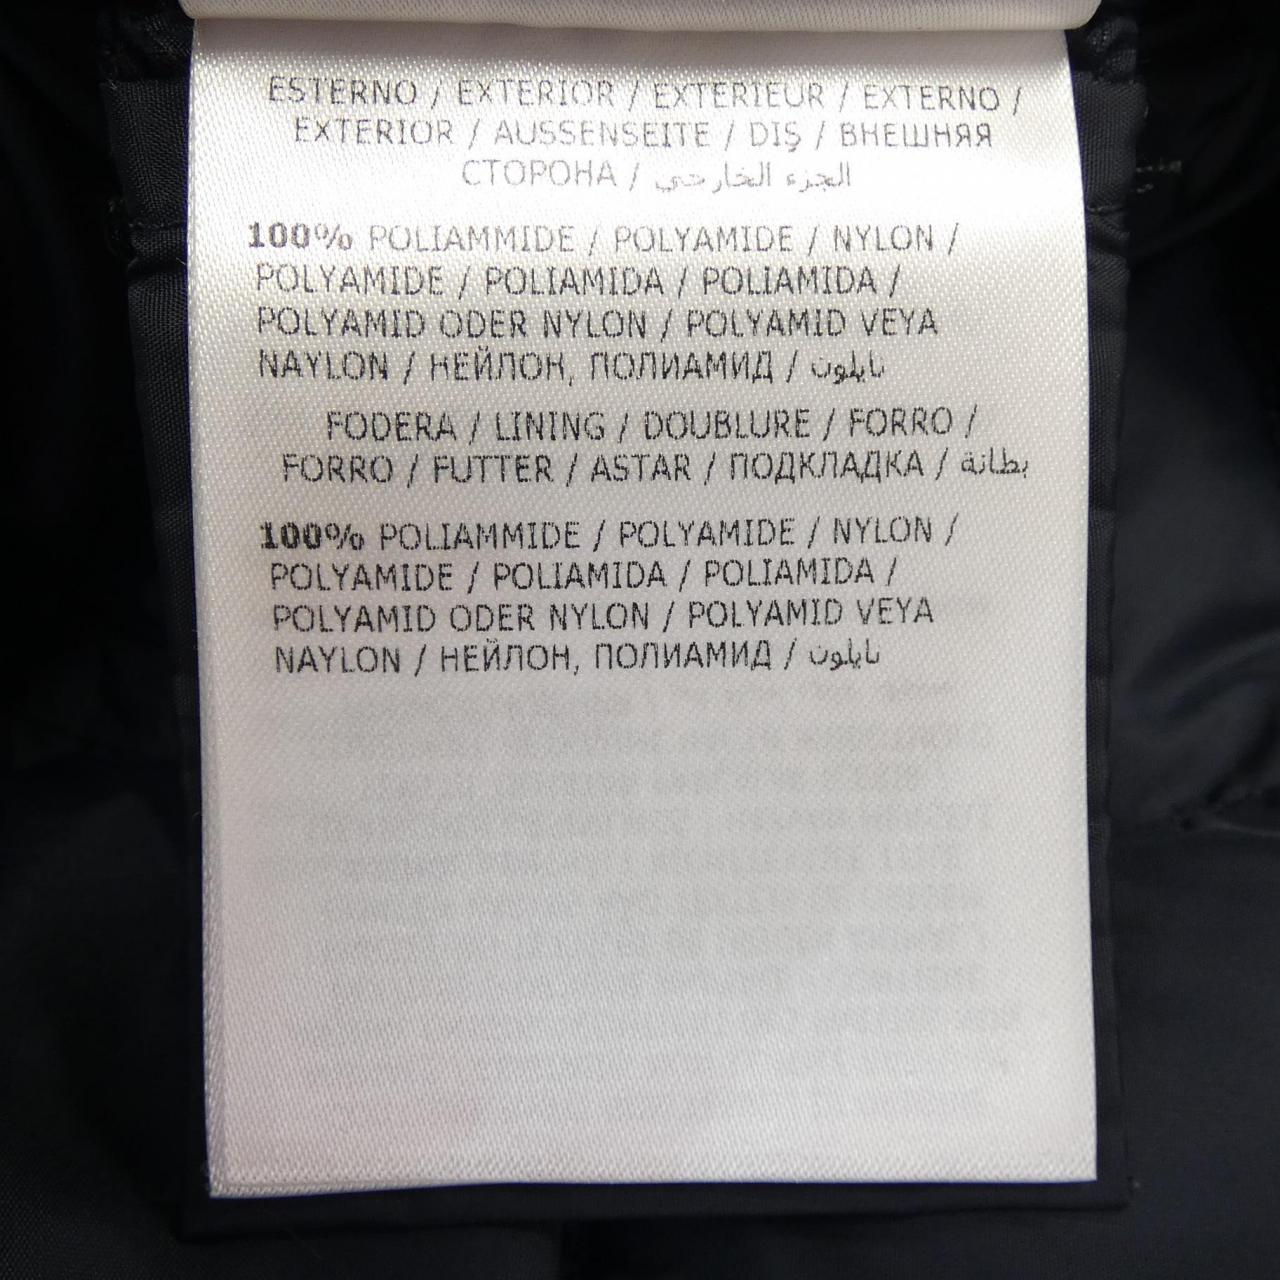 ESTERNO / EXTERIOR / EXTERIEUR / EXTERNO /
EXTERIOR / AUSSENSEITE / DIŞ / ВНЕШНЯЯ
СТОРОНА / الجزء الخارجي
100% POLIAMMIDE / POLYAMIDE / NYLON /
POLYAMIDE / POLIAMIDA / POLIAMIDA /
POLYAMID ODER NYLON / POLYAMID VEYA
NAYLON / НЕЙЛОН, ПОЛИАМИД / نايلون
FODERA / LINING / DOUBLURE / FORRO /
FORRO / FUTTER / ASTAR / ПОДКЛАДКА / بطانة
100% POLIAMMIDE / POLYAMIDE / NYLON /
POLYAMIDE / POLIAMIDA / POLIAMIDA /
POLYAMID ODER NYLON / POLYAMID VEYA
NAYLON / НЕЙЛОН, ПОЛИАМИД / نايلون